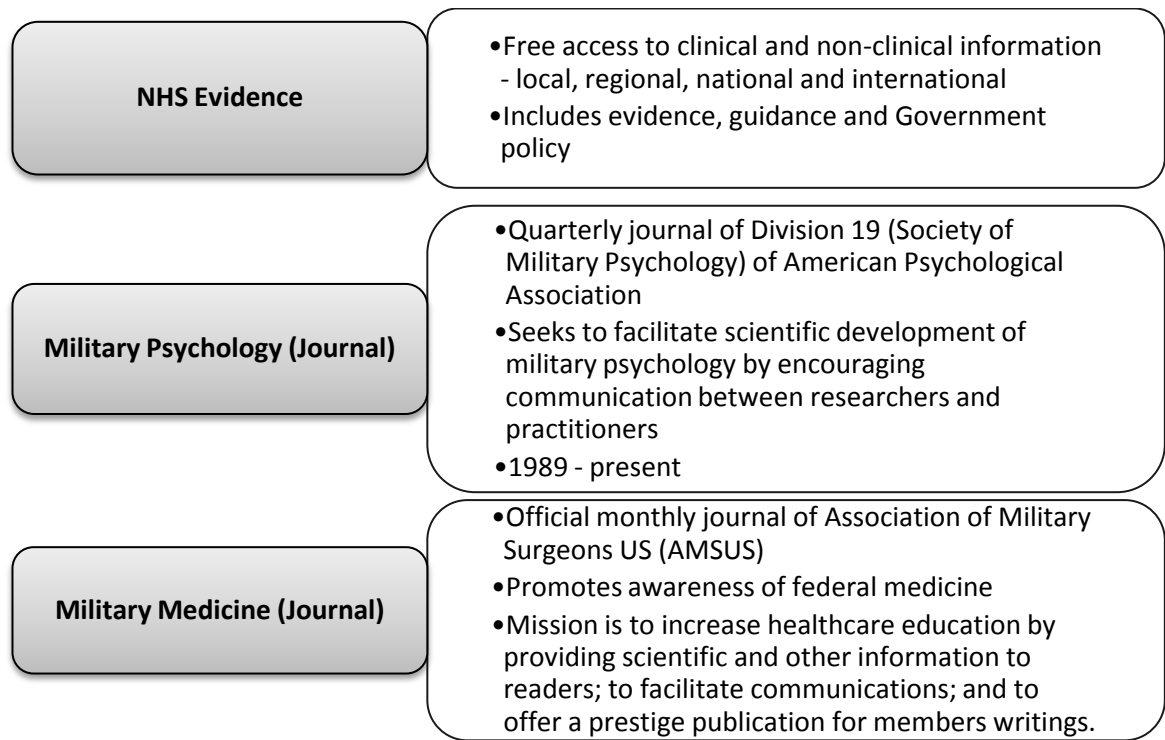 NHS Evidence
•Free access to clinical and non-clinical information
- local, regional, national and international
•Includes evidence, guidance and Government
policy
Military Psychology (Journal)
•Quarterly journal of Division 19 (Society of
Military Psychology) of American Psychological
Association
•Seeks to facilitate scientific development of
military psychology by encouraging
communication between researchers and
practitioners
•1989 - present
Military Medicine (Journal)
•Official monthly journal of Association of Military
Surgeons US (AMSUS)
•Promotes awareness of federal medicine
•Mission is to increase healthcare education by
providing scientific and other information to
readers; to facilitate communications; and to
offer a prestige publication for members writings.